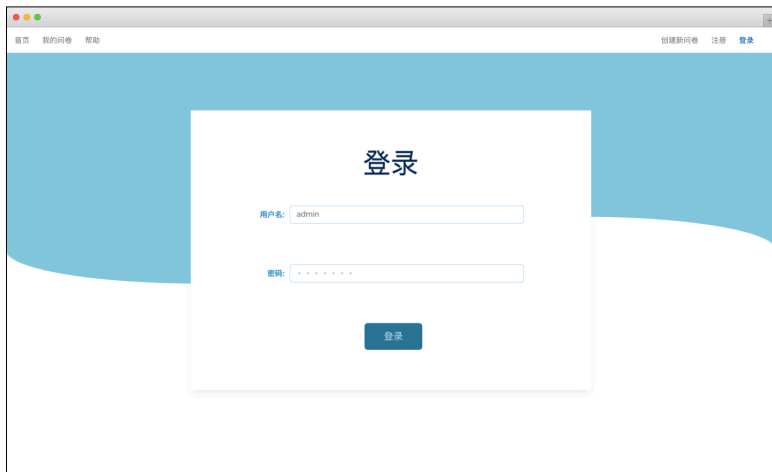 首页 我的问卷 帮助 创建新问卷 注册 登录
登录
用户名: admin
密码: ·······
登录